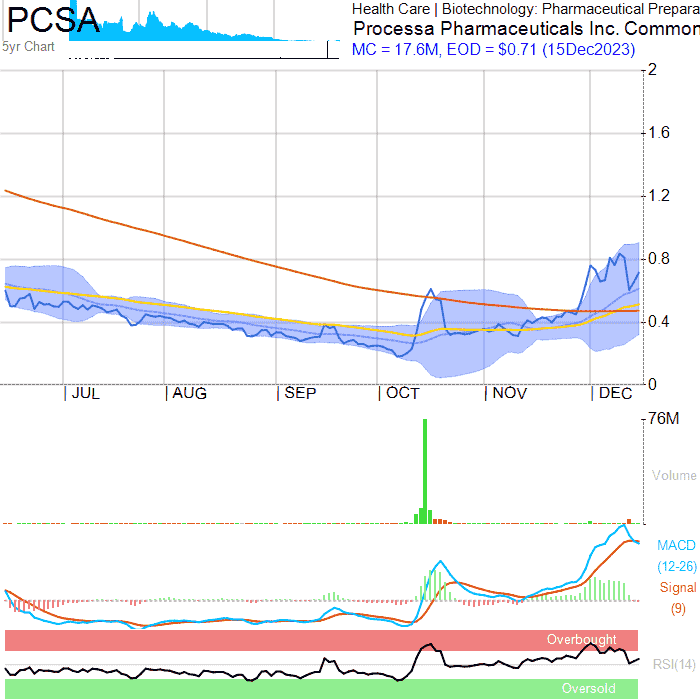 PCSA
5yr Chart
Health Care | Biotechnology: Pharmaceutical Prepara
Processa Pharmaceuticals Inc. Common
MC = 17.6M, EOD = $0.71 (15Dec2023)
2
1.6
1.2
0.8
0.4
0
JUL AUG SEP OCT NOV DEC
76M
Volume
MACD
(12-26)
Signal
(9)
Overbought
RSI(14)
Oversold